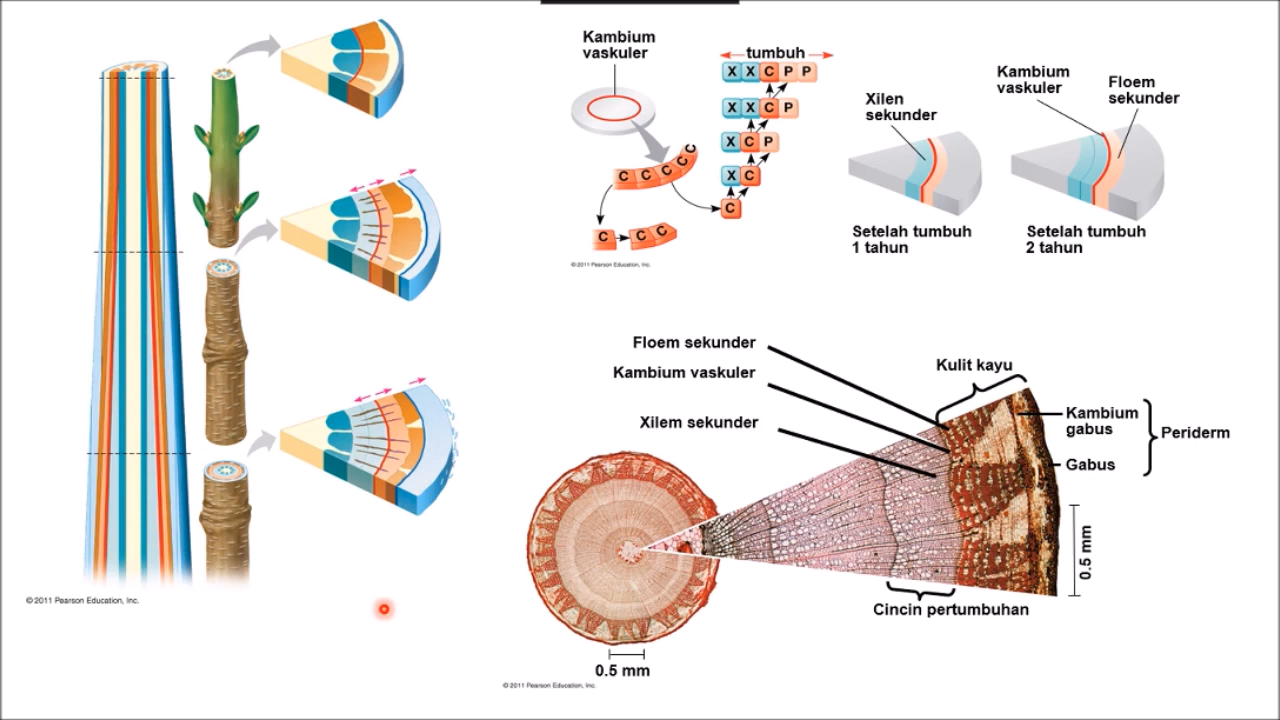 Kambium
vaskuler
tumbuh
X X C P P
X X C P
X C P
X C
C
C C C C C
C C C
© 2011 Pearson Education, Inc.
Xilen
sekunder
Setelah tumbuh
1 tahun
Kambium
vaskuler
Floem
sekunder
Setelah tumbuh
2 tahun
© 2011 Pearson Education, Inc.
Floem sekunder
Kambium vaskuler
Xilem sekunder
Kulit kayu
Kambium
gabus
Periderm
Gabus
0.5 mm
Cincin pertumbuhan
0.5 mm
© 2011 Pearson Education, Inc.